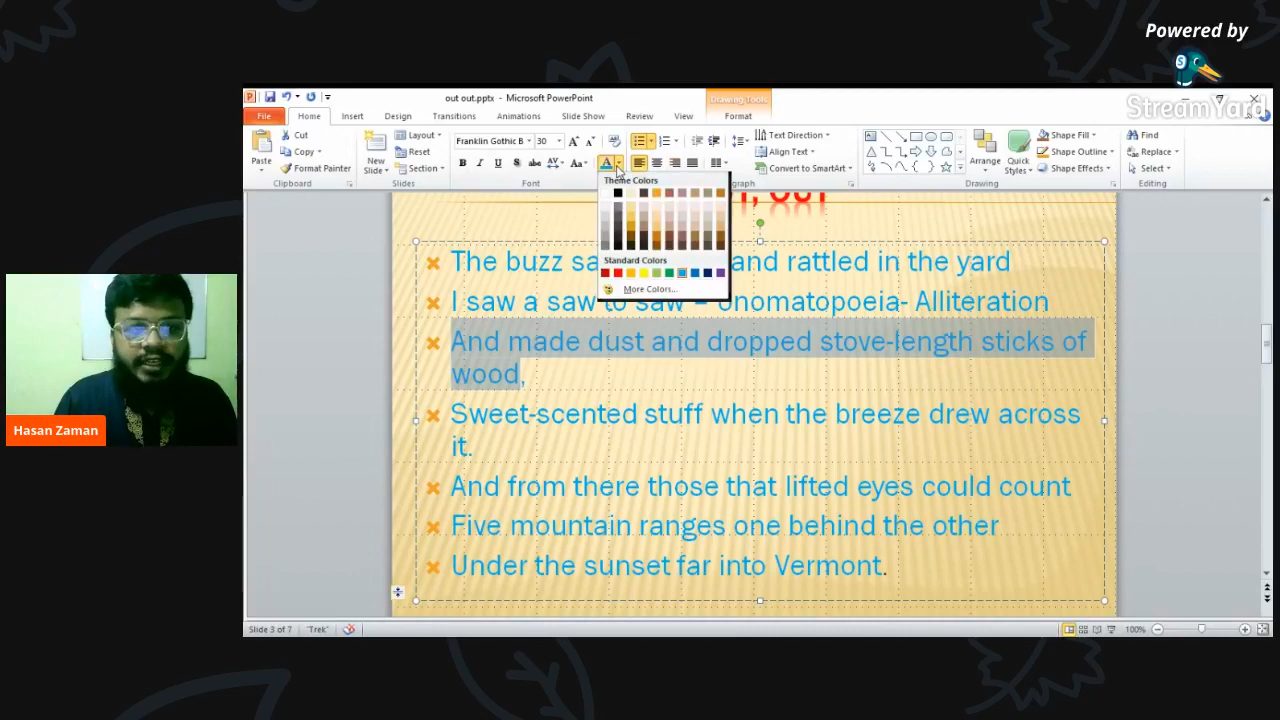 Powered by
S
StreamYard
P out out.pptx - Microsoft PowerPoint Drawing Tools
File Home Insert Design Transitions Animations Slide Show Review View Format
Paste Cut Copy Format Painter Clipboard
New Slide Layout Reset Section Slides
Franklin Gothic B 30 Font
B I U S abc AV Aa A
Text Direction Align Text Convert to SmartArt
Arrange Quick Styles Shape Fill Shape Outline Shape Effects Drawing
Find Replace Select Editing
Theme Colors
Standard Colors
More Colors...
The buzz sa and rattled in the yard
I saw a saw to saw – Onomatopoeia- Alliteration
And made dust and dropped stove-length sticks of
wood,
Sweet-scented stuff when the breeze drew across
it.
And from there those that lifted eyes could count
Five mountain ranges one behind the other
Under the sunset far into Vermont.
Hasan Zaman
Slide 3 of 7 "Trek" 100%